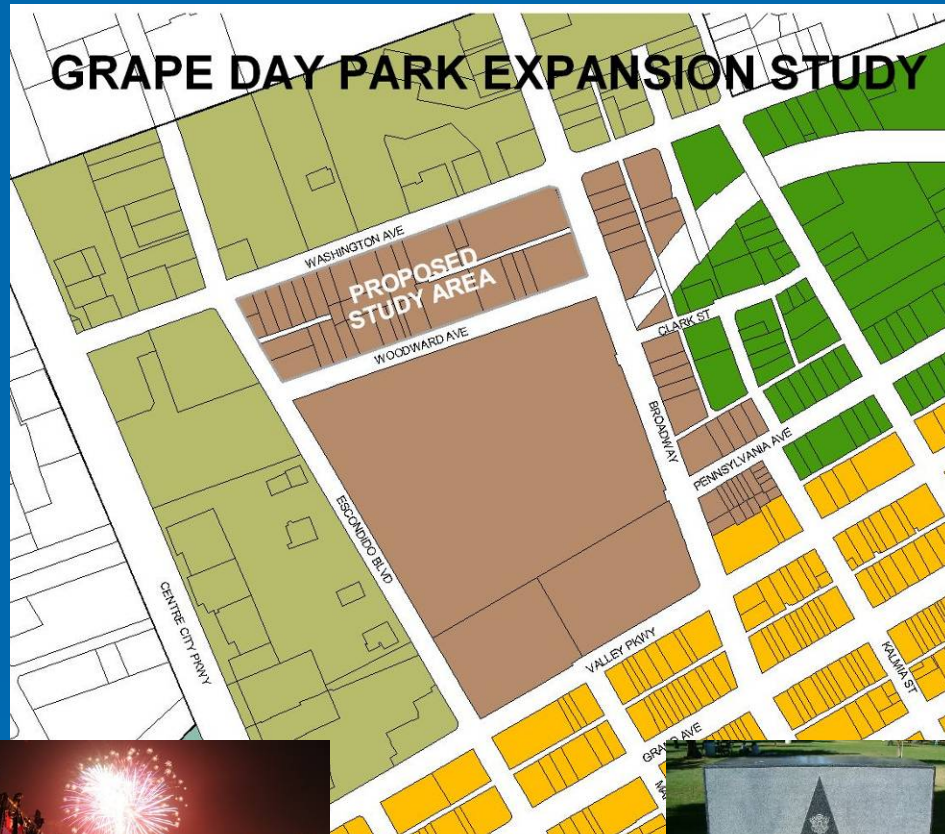 GRAPE DAY PARK EXPANSION STUDY
WASHINGTON AVE
PROPOSED
STUDY AREA
WOODWARD AVE
CLARK ST
BROADWAY
PENNSYLVANIA AVE
ESCONDIDO BLVD
CENTRE CITY PKWY
VALLEY PKWY
KALMIA ST
AVE